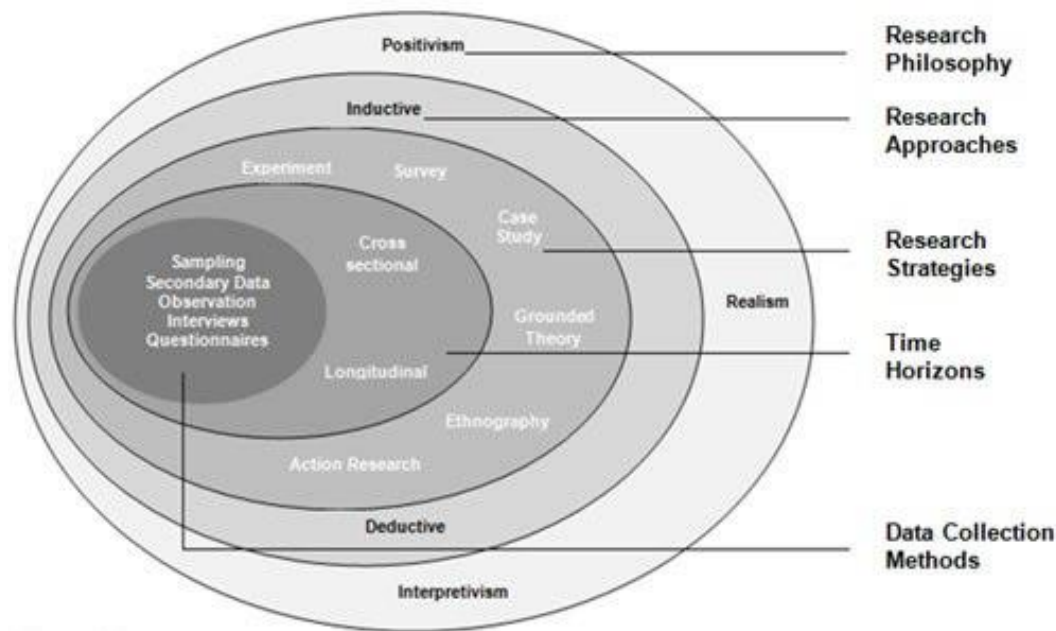 Positivism
Research
Philosophy
Inductive
Research
Approaches
Experiment
Survey
Case
Study
Research
Strategies
Cross
sectional
Sampling
Secondary Data
Observation
Interviews
Questionnaires
Realism
Grounded
Theory
Time
Horizons
Longitudinal
Ethnography
Action Research
Deductive
Data Collection
Methods
Interpretivism